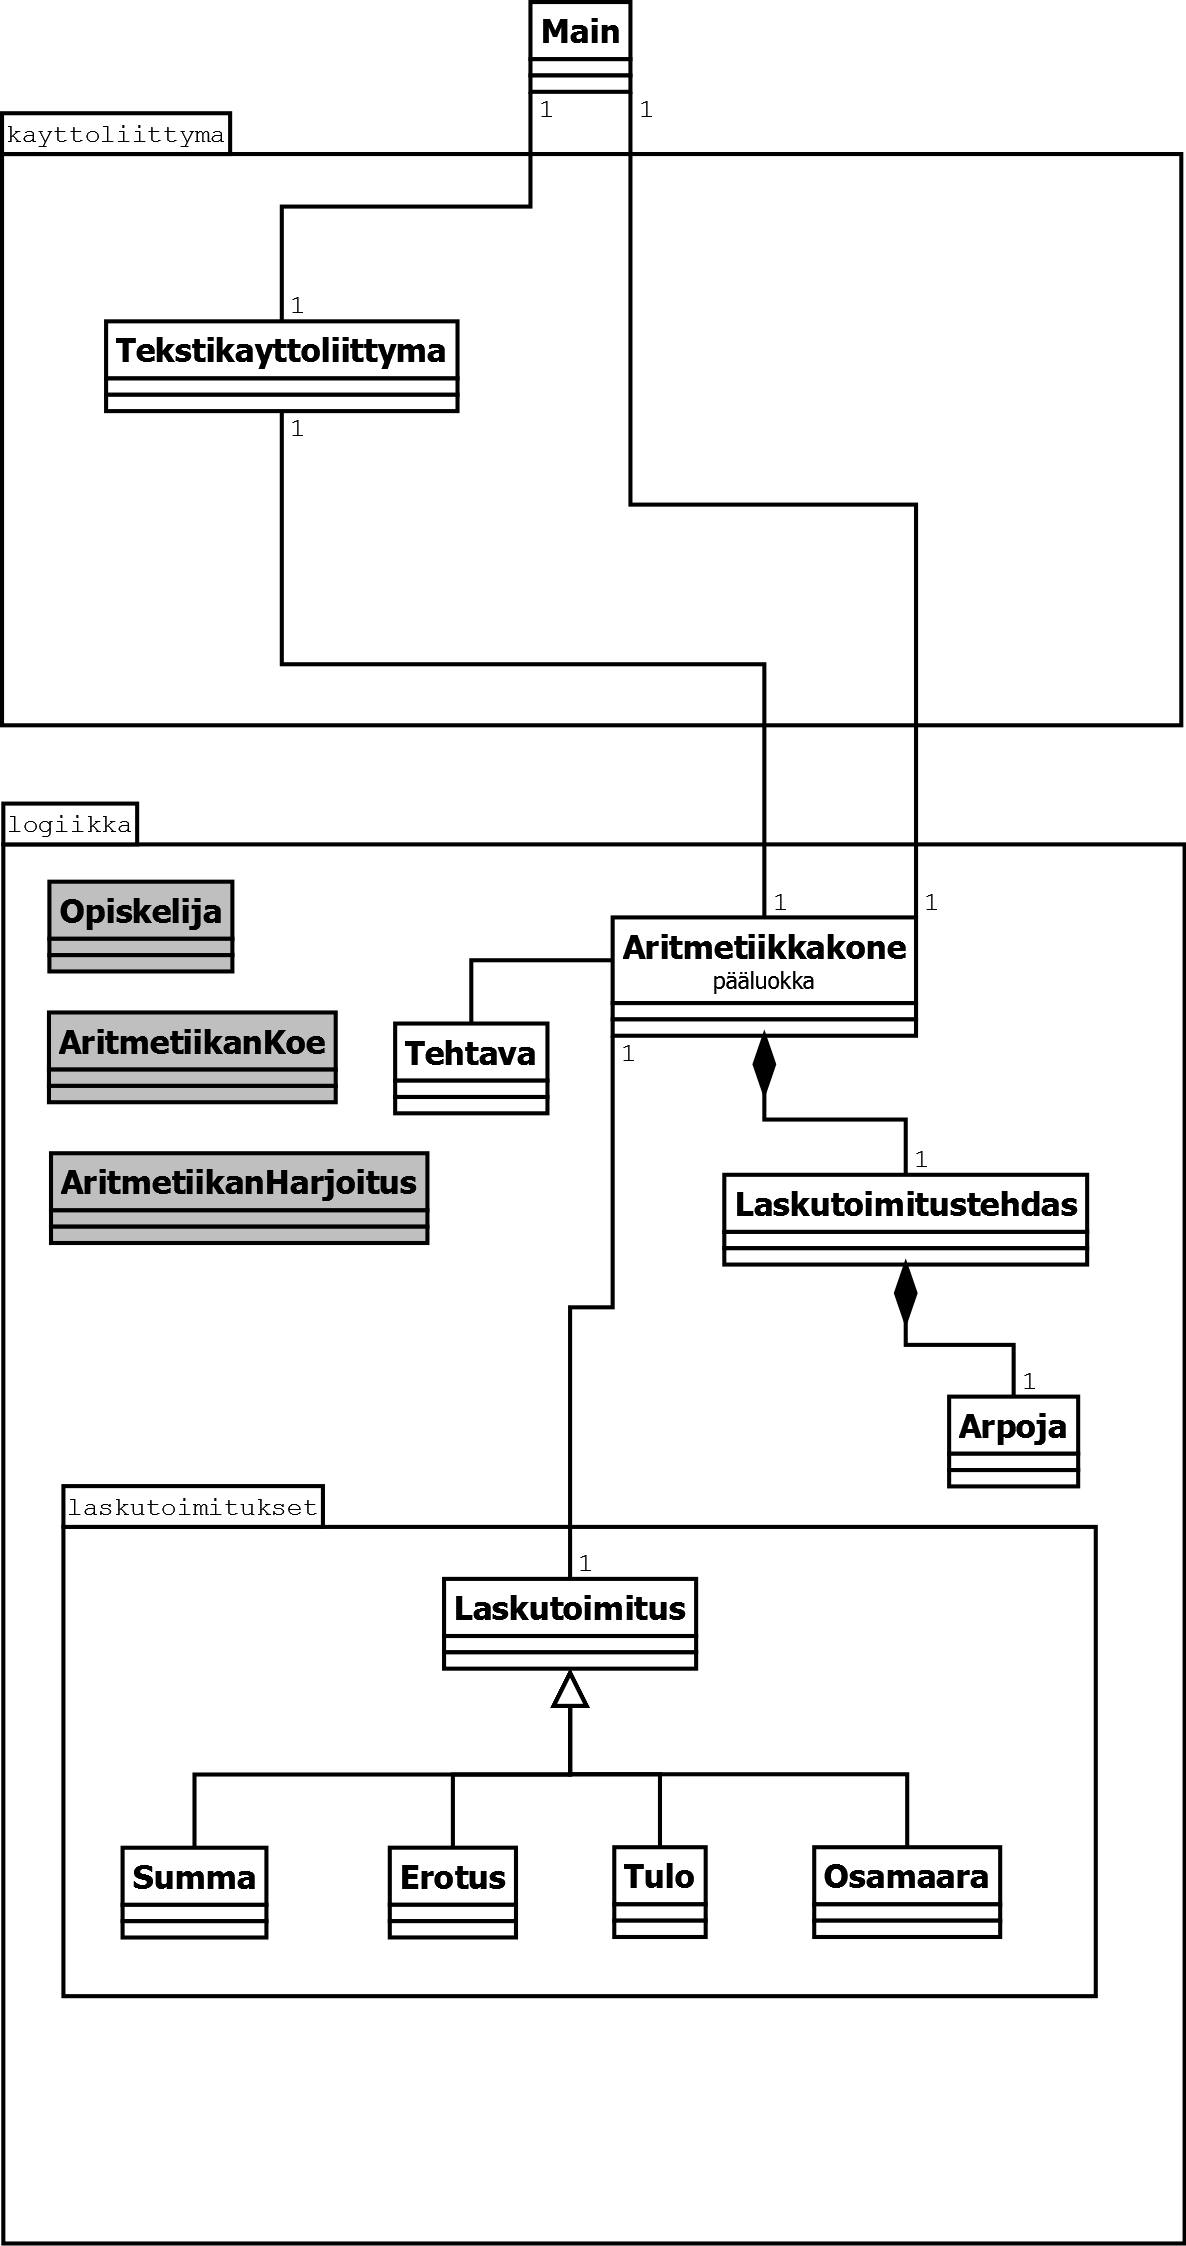 Main
1
1
kayttoliittyma
1
Tekstikayttoliittyma
1
logiikka
Opiskelija
1
1
Aritmetiikkakone
pääluokka
AritmetiikanKoe
Tehtava
1
AritmetiikanHarjoitus
1
Laskutoimitustehdas
1
Arpoja
laskutoimitukset
1
Laskutoimitus
Summa
Erotus
Tulo
Osamaara